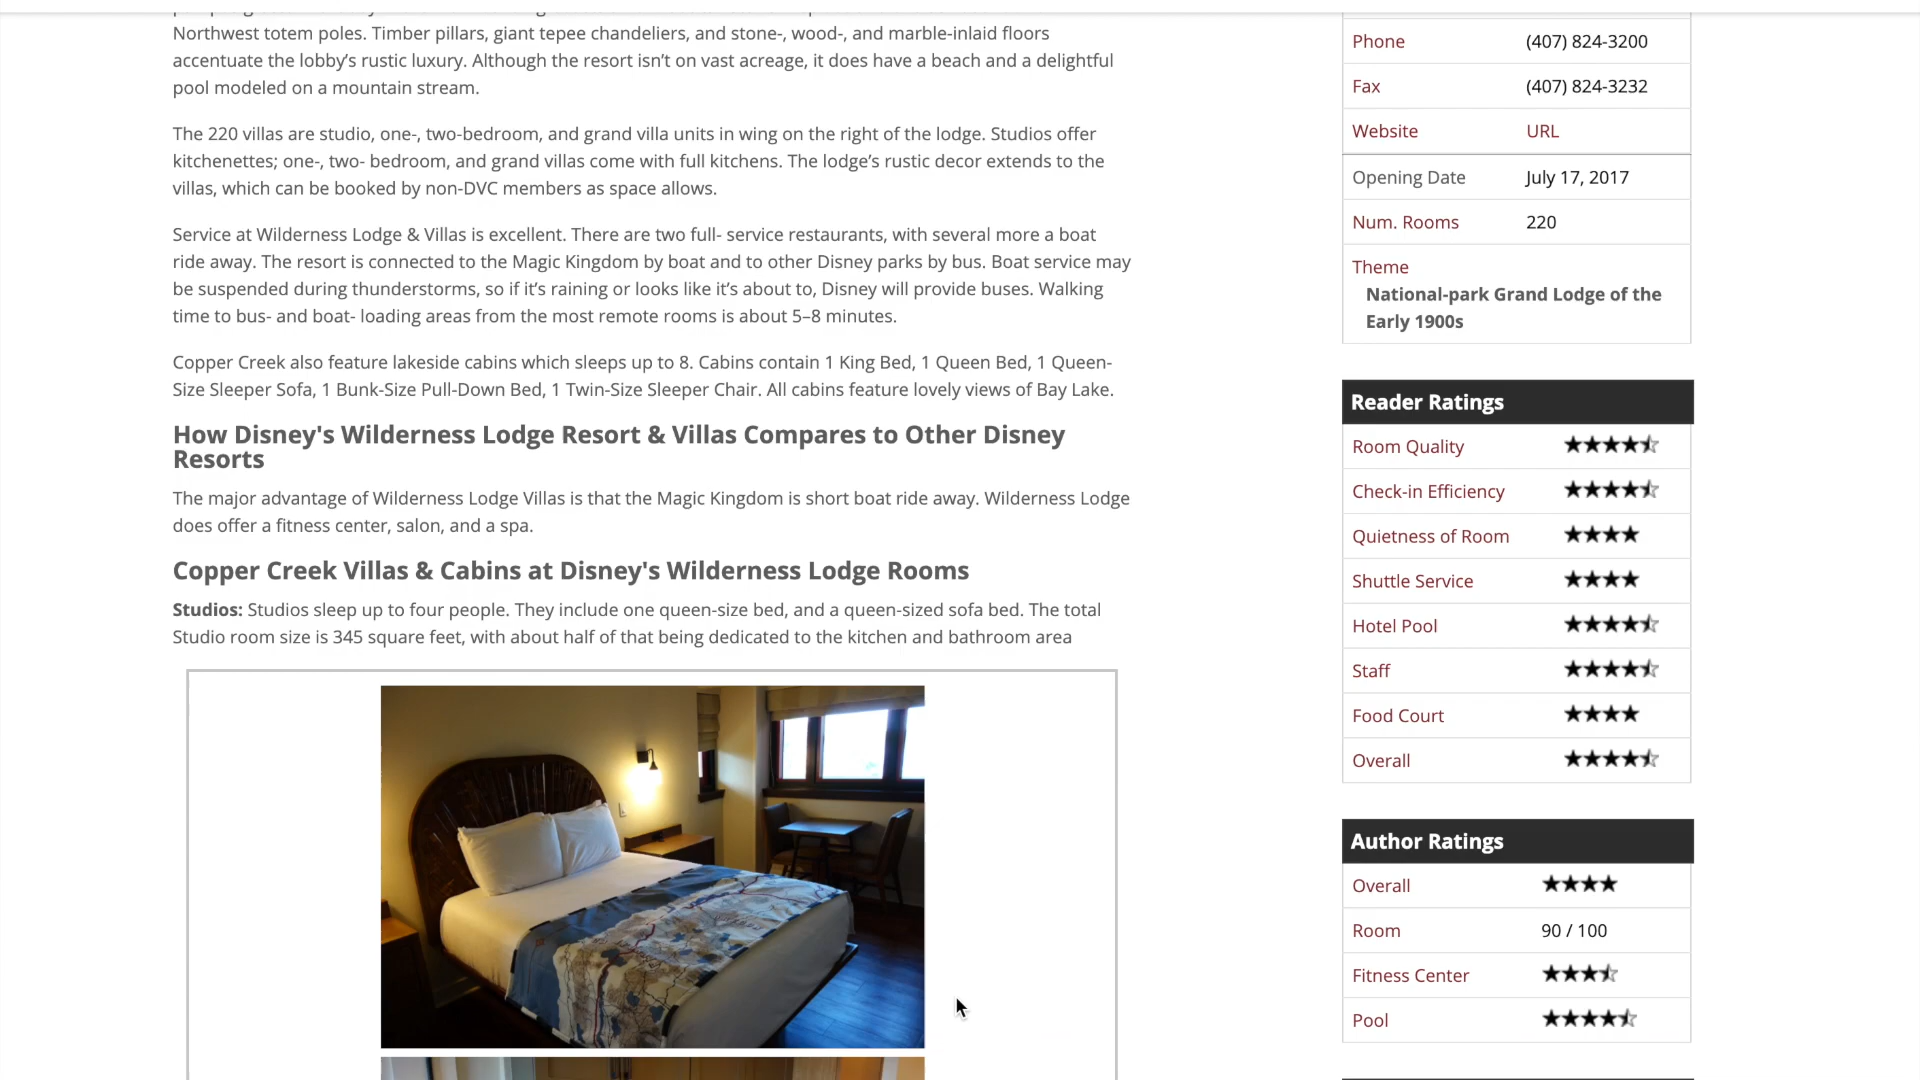 Northwest totem poles. Timber pillars, giant tepee chandeliers, and stone-, wood-, and marble-inlaid floors
accentuate the lobby’s rustic luxury. Although the resort isn’t on vast acreage, it does have a beach and a delightful
pool modeled on a mountain stream.
The 220 villas are studio, one-, two-bedroom, and grand villa units in wing on the right of the lodge. Studios offer
kitchenettes; one-, two- bedroom, and grand villas come with full kitchens. The lodge’s rustic decor extends to the
villas, which can be booked by non-DVC members as space allows.
Service at Wilderness Lodge & Villas is excellent. There are two full- service restaurants, with several more a boat
ride away. The resort is connected to the Magic Kingdom by boat and to other Disney parks by bus. Boat service may
be suspended during thunderstorms, so if it’s raining or looks like it’s about to, Disney will provide buses. Walking
time to bus- and boat- loading areas from the most remote rooms is about 5–8 minutes.
Copper Creek also feature lakeside cabins which sleeps up to 8. Cabins contain 1 King Bed, 1 Queen Bed, 1 Queen-
Size Sleeper Sofa, 1 Bunk-Size Pull-Down Bed, 1 Twin-Size Sleeper Chair. All cabins feature lovely views of Bay Lake.
How Disney's Wilderness Lodge Resort & Villas Compares to Other Disney
Resorts
The major advantage of Wilderness Lodge Villas is that the Magic Kingdom is short boat ride away. Wilderness Lodge
does offer a fitness center, salon, and a spa.
Copper Creek Villas & Cabins at Disney's Wilderness Lodge Rooms
Studios: Studios sleep up to four people. They include one queen-size bed, and a queen-sized sofa bed. The total
Studio room size is 345 square feet, with about half of that being dedicated to the kitchen and bathroom area
Phone (407) 824-3200
Fax (407) 824-3232
Website URL
Opening Date July 17, 2017
Num. Rooms 220
Theme
National-park Grand Lodge of the
Early 1900s
Reader Ratings
Room Quality
Check-in Efficiency
Quietness of Room
Shuttle Service
Hotel Pool
Staff
Food Court
Overall
Author Ratings
Overall
Room 90 / 100
Fitness Center
Pool